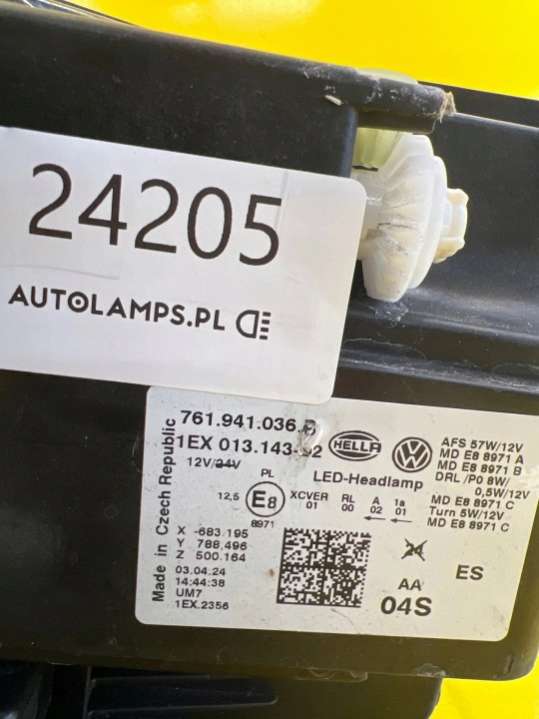 24205
AUTOLAMPS.PL
Made in Czech Republic
761.941.036
1EX 013.143-
HELLA
12V/24V
LED-Headlamp
AFS 57W/12V
MD E8 8971 A
MD E8 8971 B
DRL /P0 8W/
0,5W/12V
MD E8 8971 C
Turn 5W/12V
MD E8 8971 C
PL
12,5
E8
8971
XCVER RL A 1a
01 00 02 01
X -683.195
Y 788,496
Z 500.164
03.04.24
14:44:38
UM7
1EX.2356
24
ES
AA
04S